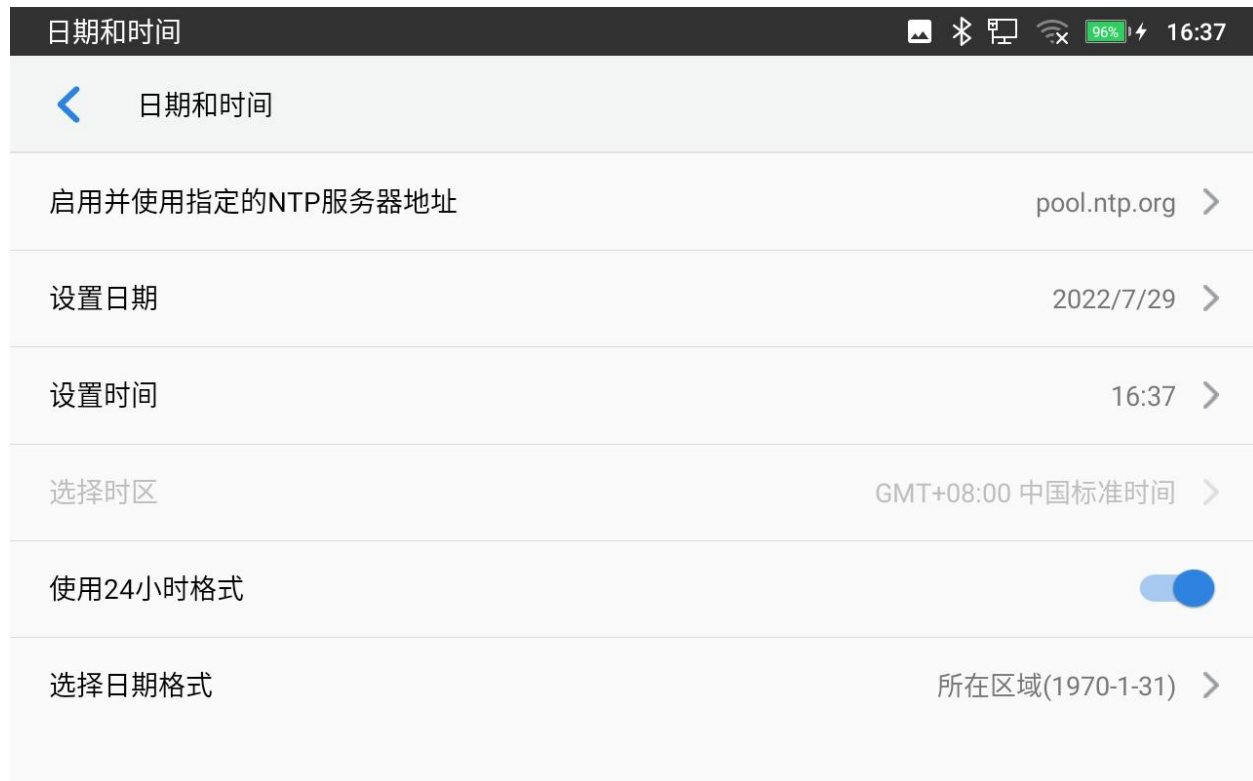 日期和时间 96% 16:37
日期和时间
启用并使用指定的NTP服务器地址 pool.ntp.org
设置日期 2022/7/29
设置时间 16:37
选择时区 GMT+08:00 中国标准时间
使用24小时格式
选择日期格式 所在区域(1970-1-31)